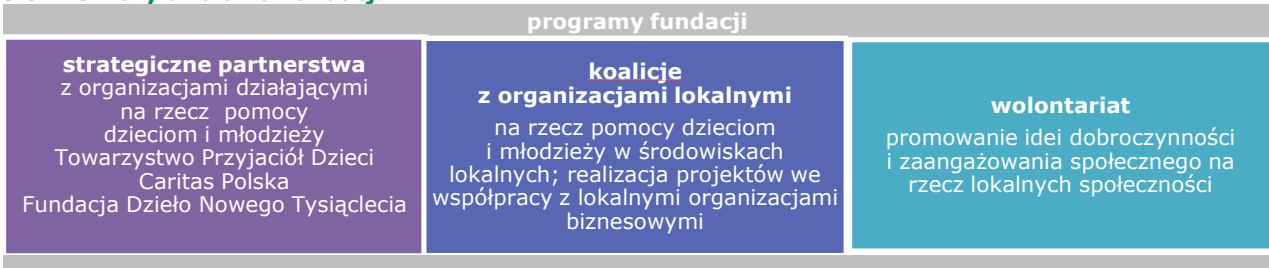 programy fundacji
strategiczne partnerstwa
z organizacjami działającymi
na rzecz pomocy
dzieciom i młodzieży
Towarzystwo Przyjaciół Dzieci
Caritas Polska
Fundacja Dzieło Nowego Tysiąclecia
koalicje
z organizacjami lokalnymi
na rzecz pomocy dzieciom
i młodzieży w środowiskach
lokalnych; realizacja projektów we
współpracy z lokalnymi organizacjami
biznesowymi
wolontariat
promowanie idei dobroczynności
i zaangażowania społecznego na
rzecz lokalnych społeczności